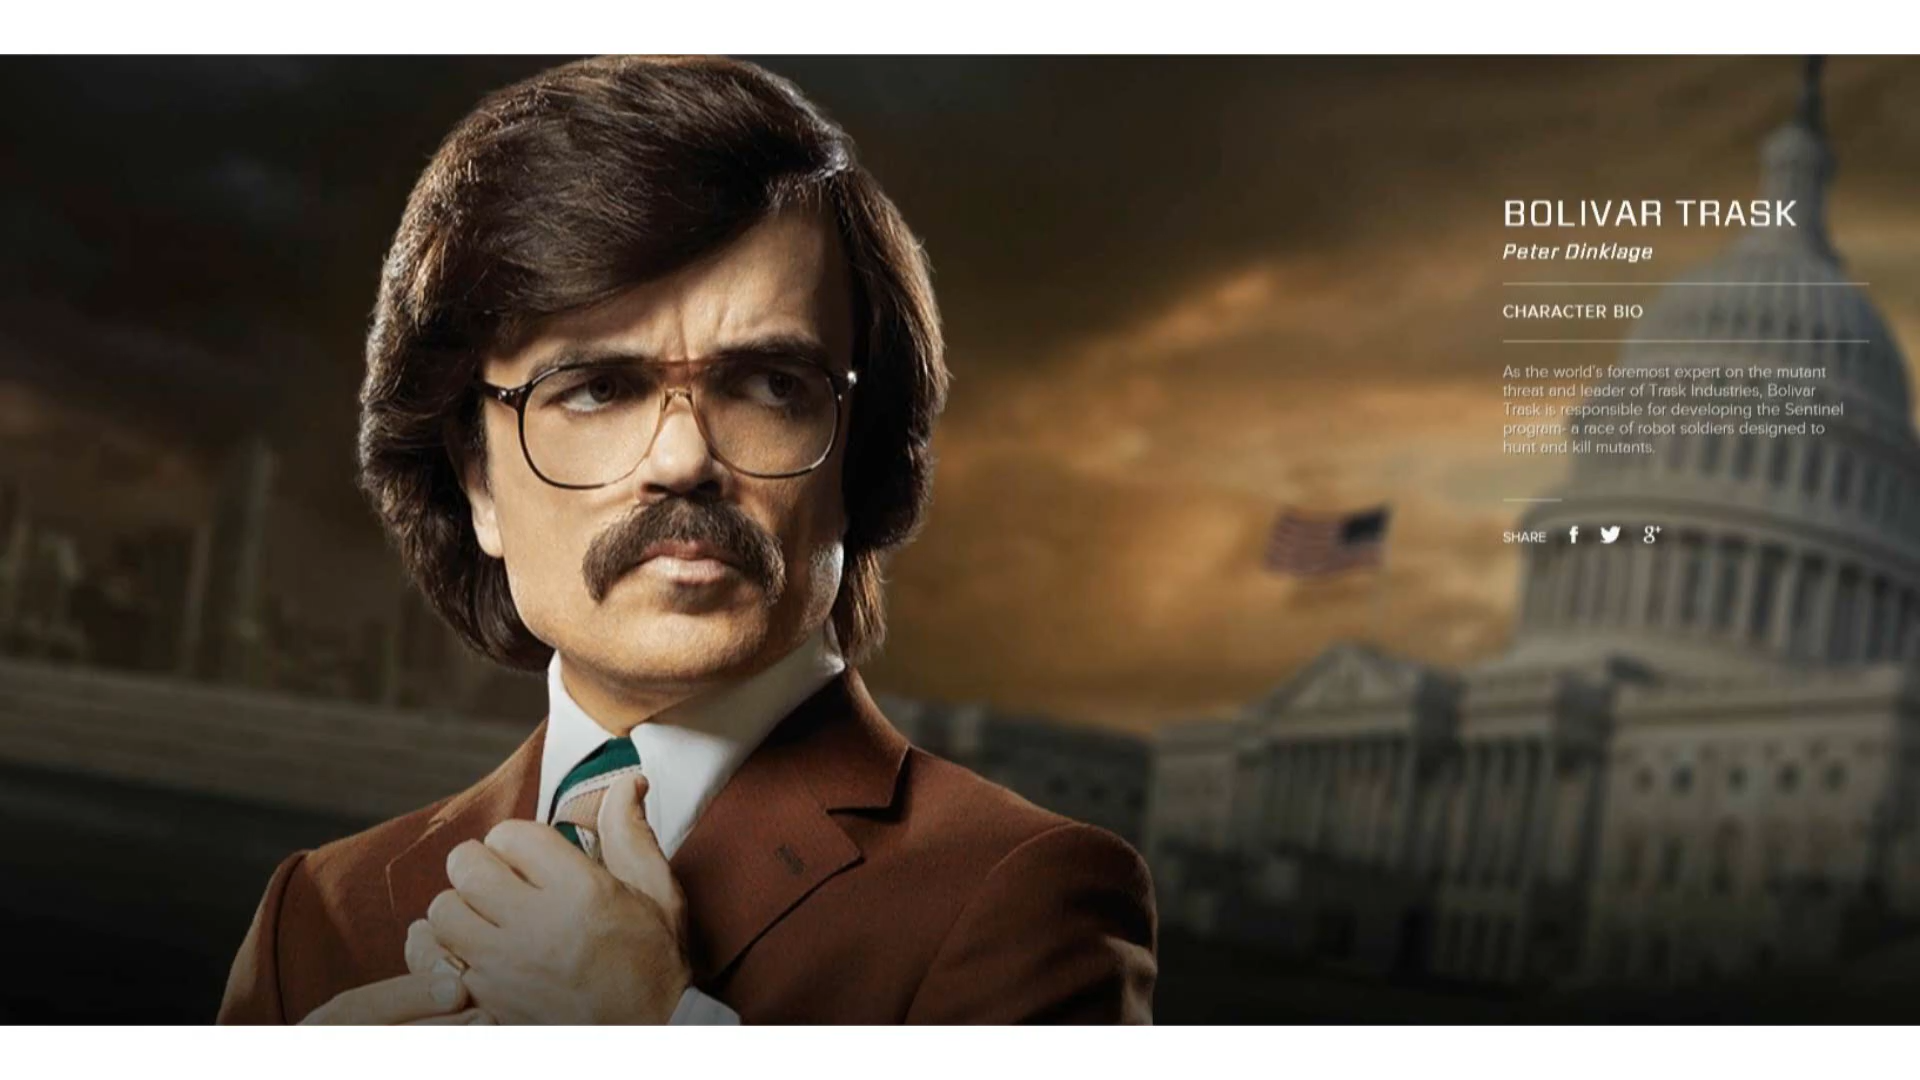 BOLIVAR TRASK
Peter Dinklage
CHARACTER BIO
As the world's foremost expert on the mutant
threat and leader of Trask Industries, Bolivar
Trask is responsible for developing the Sentinel
program- a race of robot soldiers designed to
hunt and kill mutants.
SHARE f g+